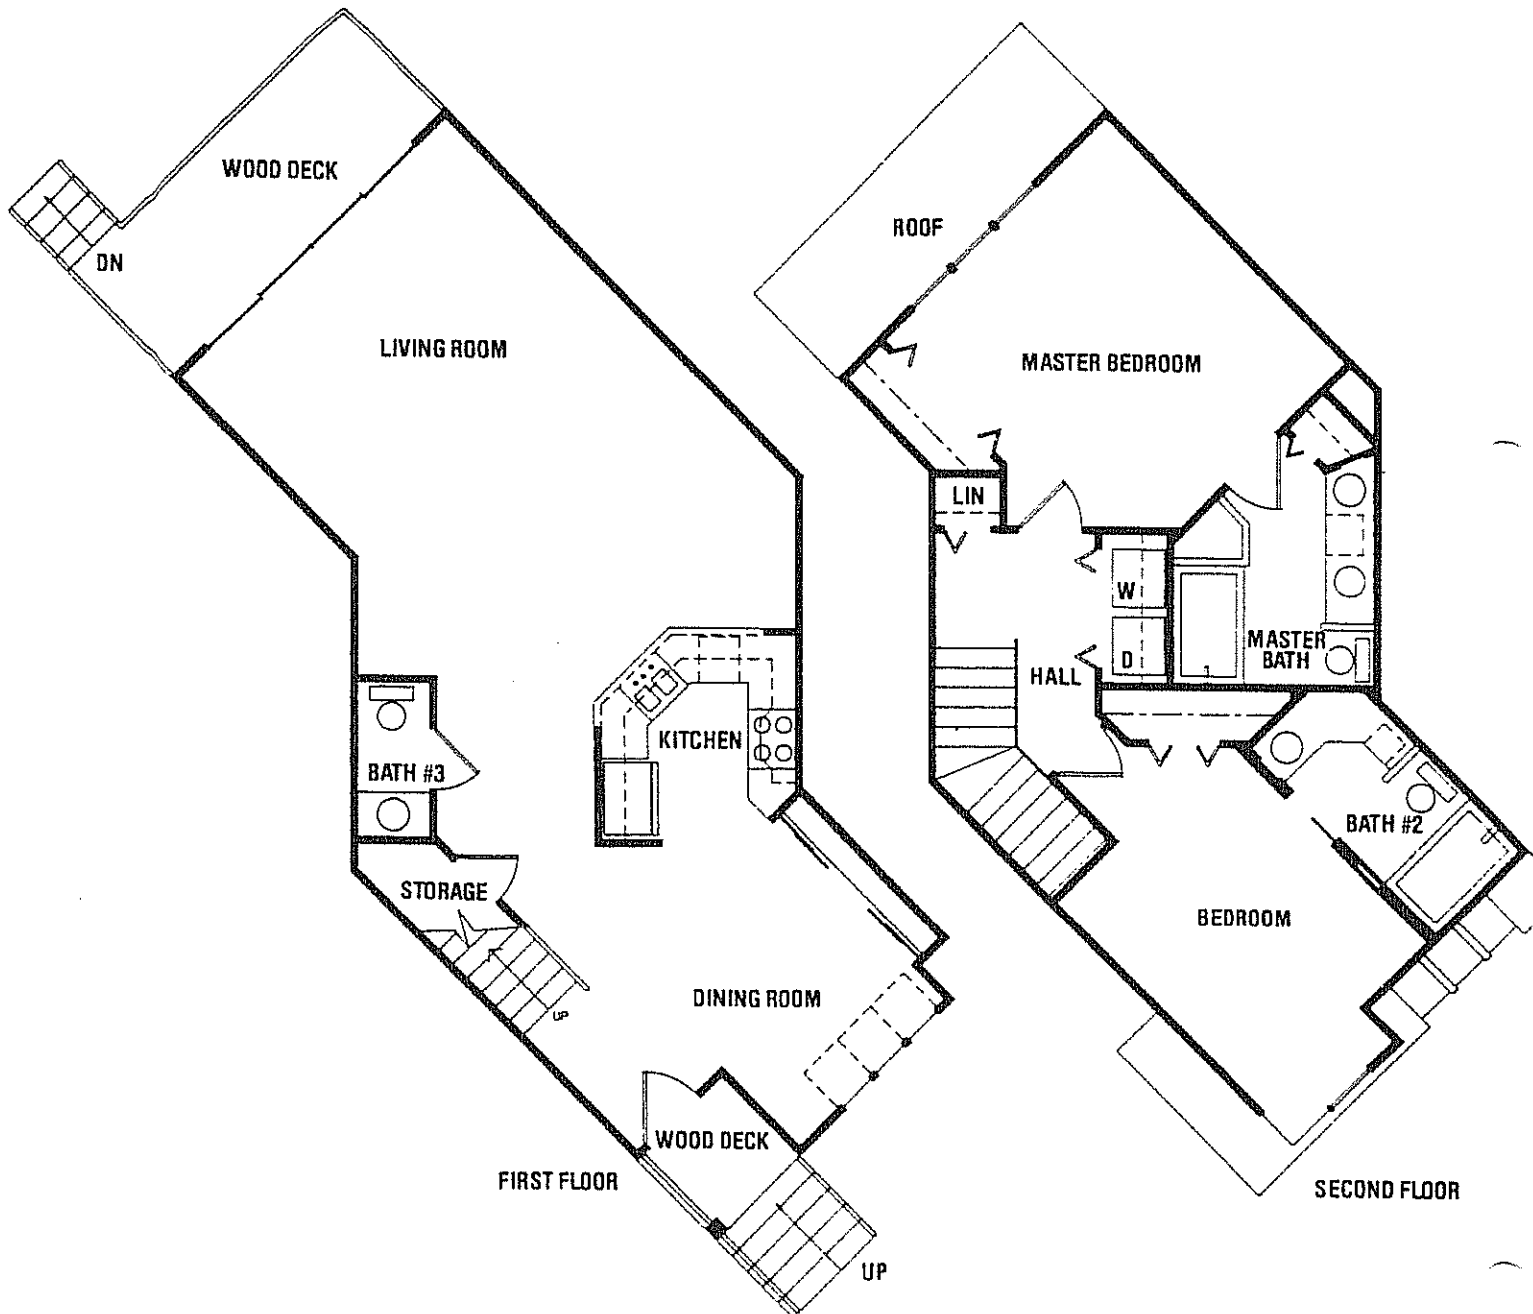 WOOD DECK
DN
LIVING ROOM
KITCHEN
BATH #3
STORAGE
UP
DINING ROOM
WOOD DECK
FIRST FLOOR
UP
ROOF
MASTER BEDROOM
LIN
W
D
MASTER
BATH
HALL
BATH #2
BEDROOM
SECOND FLOOR